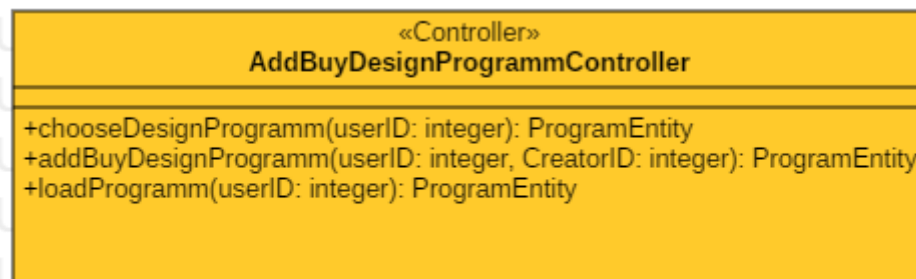 «Controller»
AddBuyDesignProgrammController
+chooseDesignProgramm(userID: integer): ProgramEntity
+addBuyDesignProgramm(userID: integer, CreatorID: integer): ProgramEntity
+loadProgramm(userID: integer): ProgramEntity